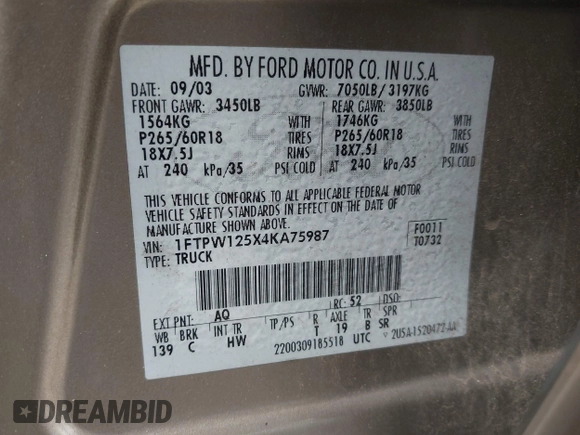 MFD. BY FORD MOTOR CO. IN U.S.A.
DATE: 09/03 GVWR: 7050LB/ 3197KG
FRONT GAWR: 3450LB REAR GAWR: 3850LB
1564KG WITH 1746KG WITH
P265/60R18 TIRES P265/60R18 TIRES
18X7.5J RIMS 18X7.5J RIMS
AT 240 kPa/35 PSI COLD AT 240 kPa/35 PSI COLD
THIS VEHICLE CONFORMS TO ALL APPLICABLE FEDERAL MOTOR
VEHICLE SAFETY STANDARDS IN EFFECT ON THE DATE OF
MANUFACTURE SHOWN ABOVE.
VIN: 1FTPW125X4KA75987 F0011
TYPE: TRUCK T0732
EXT PNT: AQ RC: 52 DSO:
WB BRK INT TR TP/PS R AXLE TR SPR
139 C HW T 19 B SR
2200309185518 UTC 2U5A-1520472-AA
DREAMBID